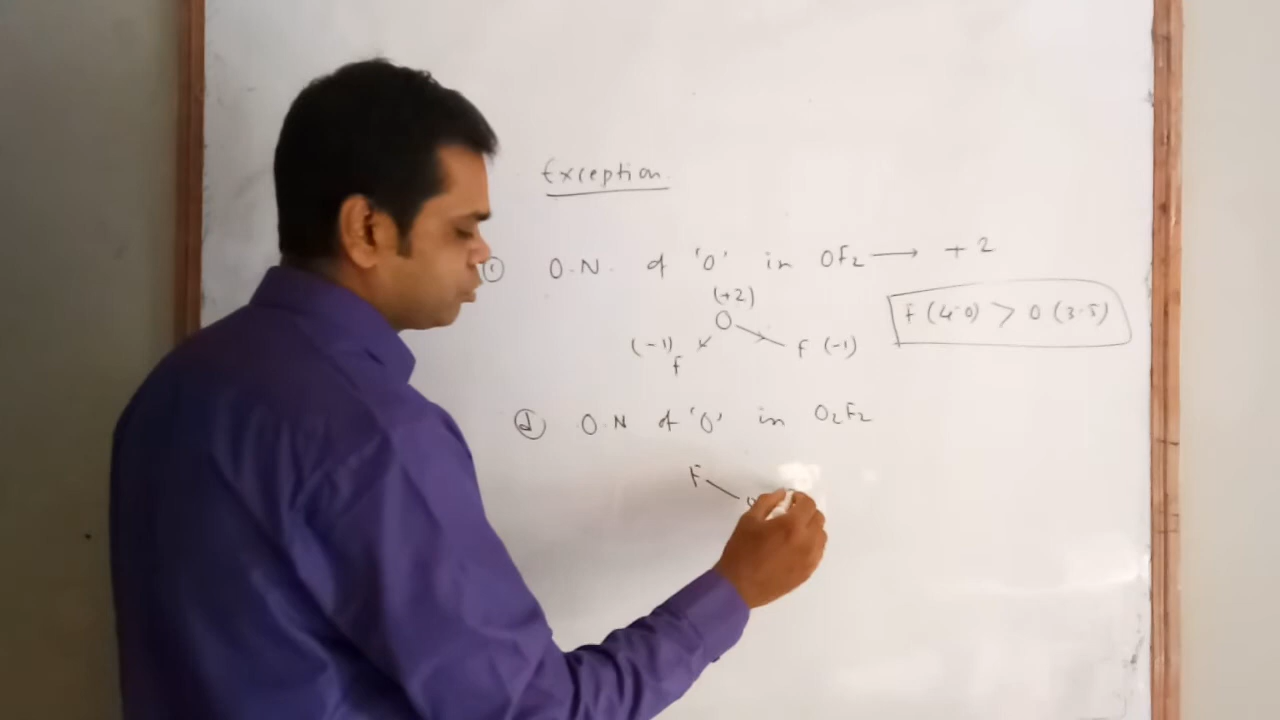 Exception.
① O.N. of 'O' in OF₂ ⟶ +2
(+2)
O
F (4.0) > O (3.5)
(-1) F F (-1)
② O.N of 'O' in O₂F₂
F